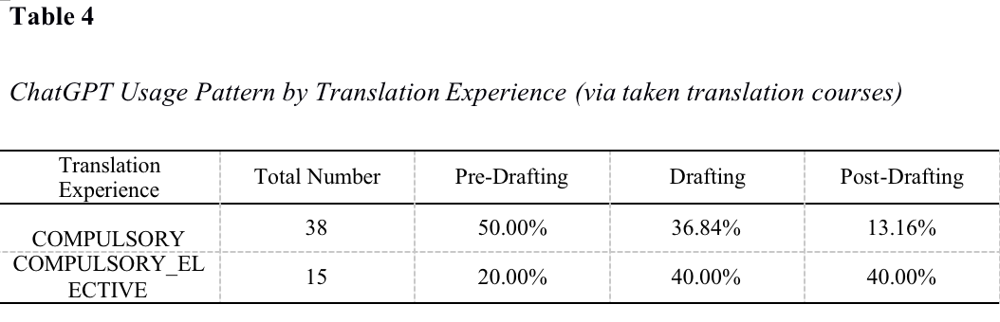 Table 4
ChatGPT Usage Pattern by Translation Experience (via taken translation courses)
Translation
Experience
Total Number
Pre-Drafting
Drafting
Post-Drafting
COMPULSORY
38
50.00%
36.84%
13.16%
COMPULSORY_EL
ECTIVE
15
20.00%
40.00%
40.00%